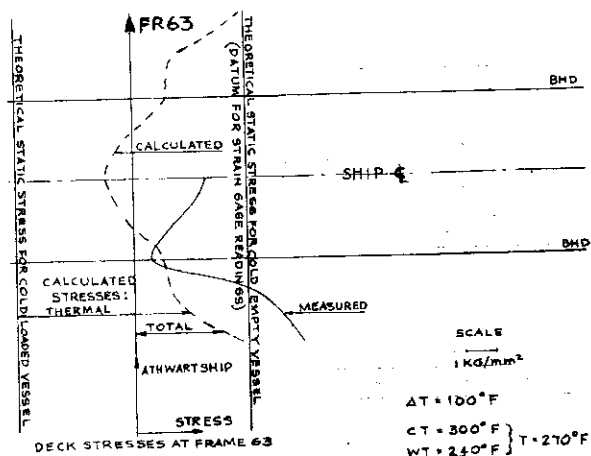 FR63
THEORETICAL STATIC STRESS FOR COLD LOADED VESSEL
THEORETICAL STATIC STRESS FOR COLD EMPTY VESSEL
(DATUM FOR STRAIN GAGE READINGS)
BHD
CALCULATED
SHIP ℄
BHD
CALCULATED
STRESSES:
THERMAL
MEASURED
TOTAL
SCALE
1 KG/mm²
ATHWARTSHIP
STRESS
ΔT = 100°F
CT = 300°F
WT = 240°F } T = 270°F
DECK STRESSES AT FRAME 63